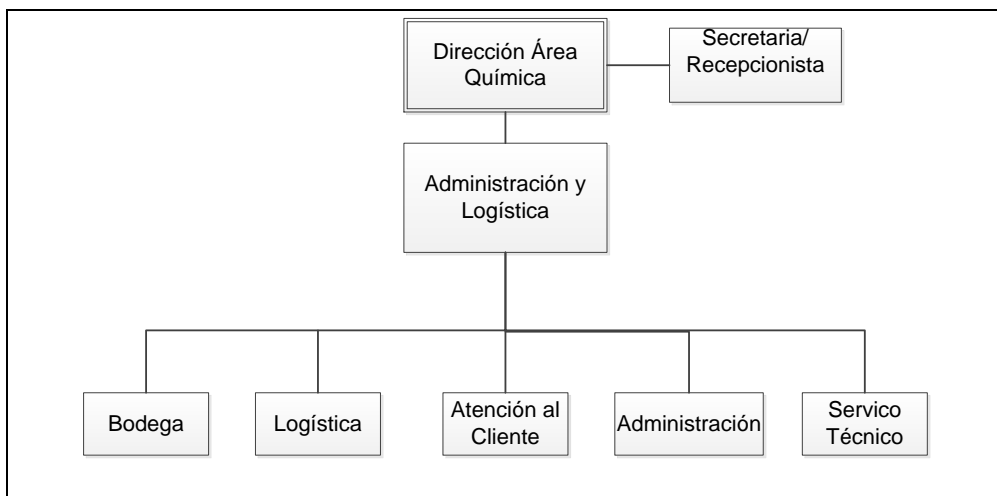 Dirección Área
Química
Secretaria/
Recepcionista
Administración y
Logística
Bodega
Logística
Atención al
Cliente
Administración
Servico
Técnico